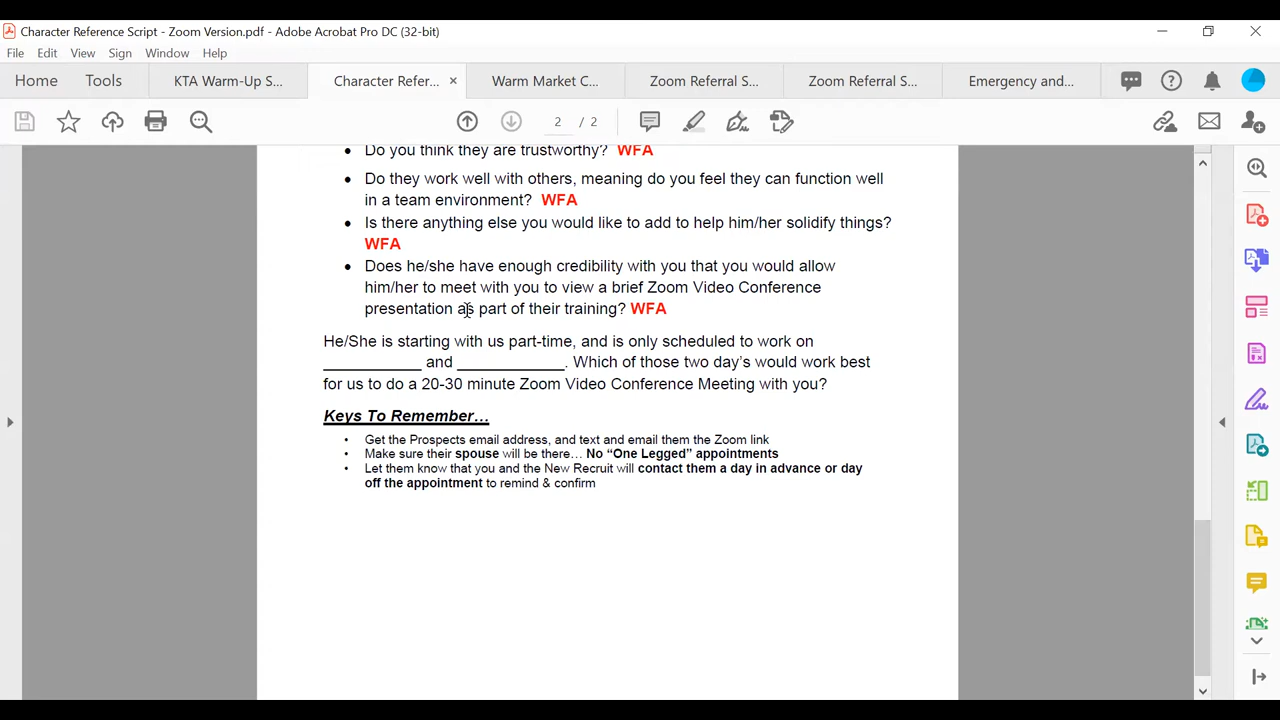 Character Reference Script - Zoom Version.pdf - Adobe Acrobat Pro DC (32-bit)
File Edit View Sign Window Help
Home Tools KTA Warm-Up S... Character Refer... × Warm Market C... Zoom Referral S... Zoom Referral S... Emergency and...
2 / 2
• Do you think they are trustworthy? WFA
• Do they work well with others, meaning do you feel they can function well
in a team environment? WFA
• Is there anything else you would like to add to help him/her solidify things?
WFA
• Does he/she have enough credibility with you that you would allow
him/her to meet with you to view a brief Zoom Video Conference
presentation as part of their training? WFA
He/She is starting with us part-time, and is only scheduled to work on
____________ and _____________. Which of those two day's would work best
for us to do a 20-30 minute Zoom Video Conference Meeting with you?
Keys To Remember…
• Get the Prospects email address, and text and email them the Zoom link
• Make sure their spouse will be there… No “One Legged” appointments
• Let them know that you and the New Recruit will contact them a day in advance or day
off the appointment to remind & confirm